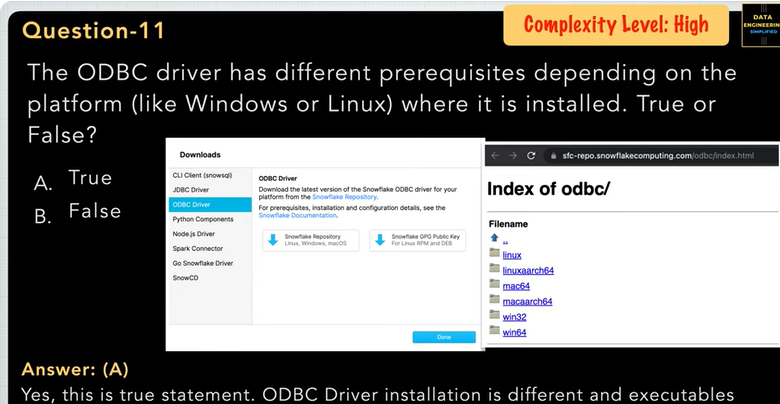 Question-11
Complexity Level: High
DATA
ENGINEERING
SIMPLIFIED
The ODBC driver has different prerequisites depending on the
platform (like Windows or Linux) where it is installed. True or
False?
A. True
B. False
Downloads
CLI Client (snowsql)
JDBC Driver
ODBC Driver
Python Components
Node.js Driver
Spark Connector
Go Snowflake Driver
SnowCD
ODBC Driver
Download the latest version of the Snowflake ODBC driver for your
platform from the Snowflake Repository.
For prerequisites, installation and configuration details, see the
Snowflake Documentation.
Snowflake Repository
Linux, Windows, macOS
Snowflake GPG Public Key
For Linux RPM and DEB
Done
sfc-repo.snowflakecomputing.com/odbc/index.html
Index of odbc/
Filename
..
linux
linuxaarch64
mac64
macaarch64
win32
win64
Answer: (A)
Yes, this is true statement. ODBC Driver installation is different and executables